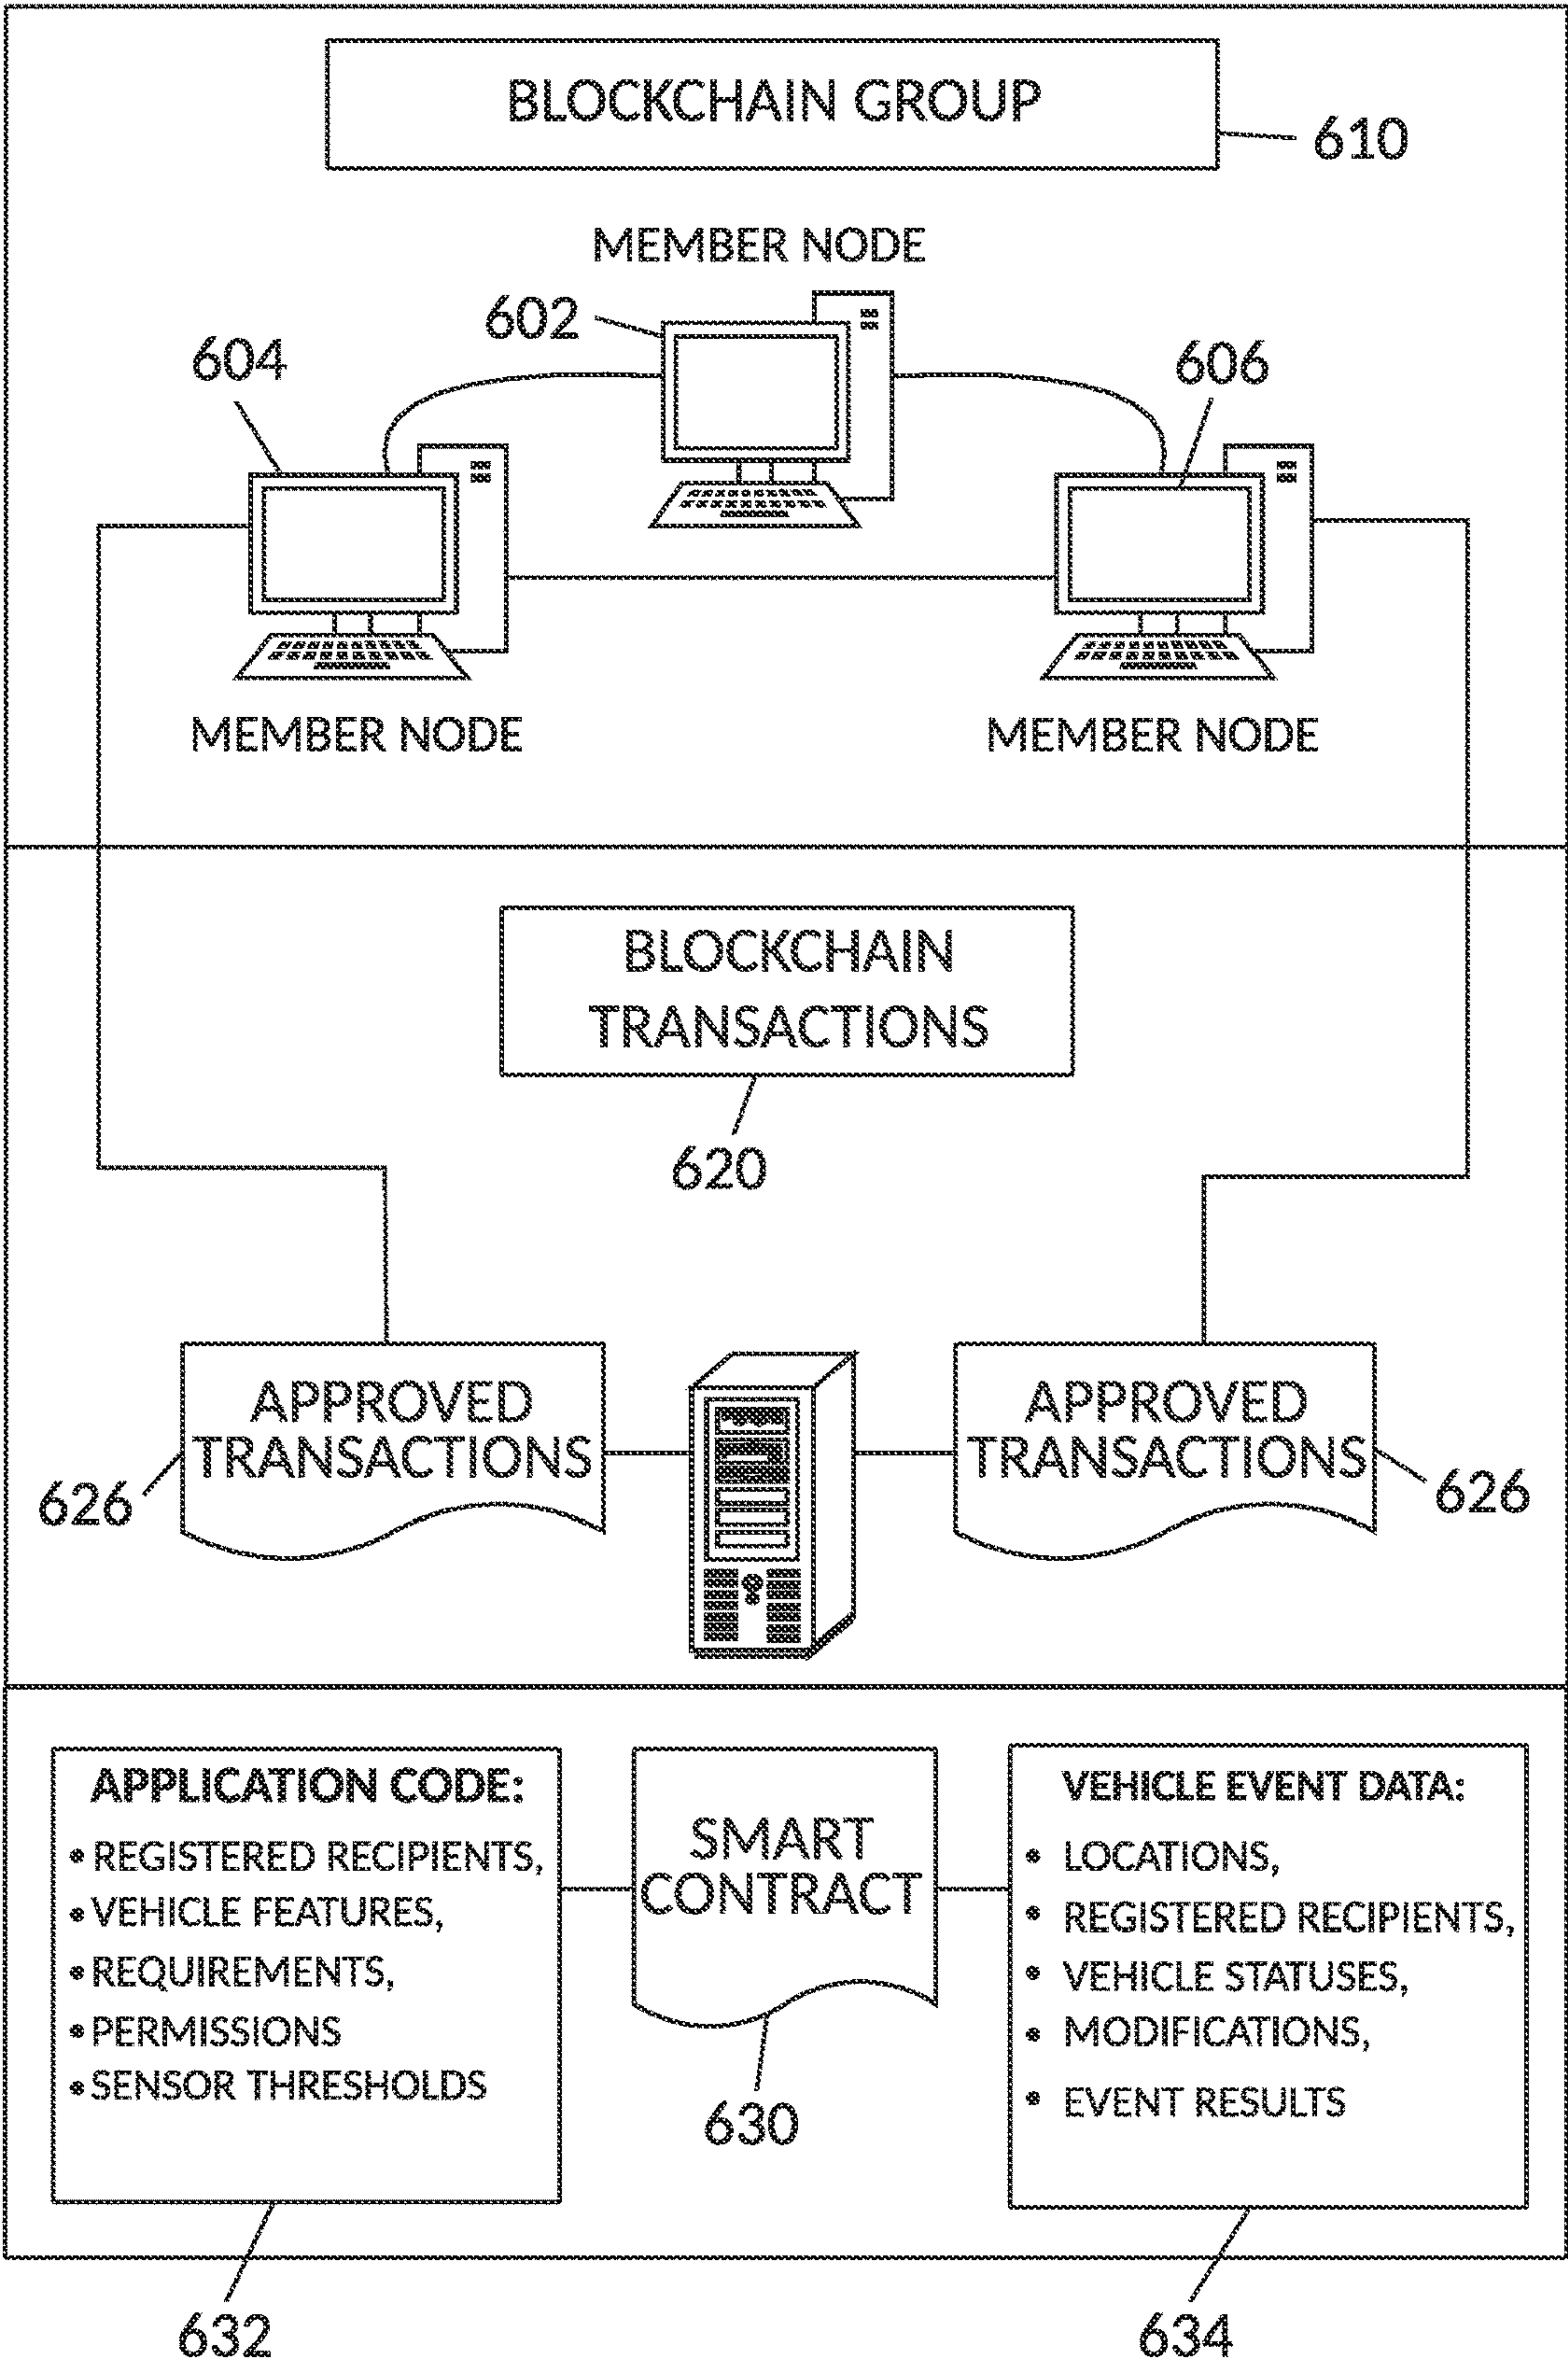 BLOCKCHAIN GROUP
610
MEMBER NODE
602
604
606
MEMBER NODE
MEMBER NODE
BLOCKCHAIN
TRANSACTIONS
620
APPROVED
TRANSACTIONS
626
APPROVED
TRANSACTIONS
626
APPLICATION CODE:
• REGISTERED RECIPIENTS,
• VEHICLE FEATURES,
• REQUIREMENTS,
• PERMISSIONS
• SENSOR THRESHOLDS
632
SMART
CONTRACT
630
VEHICLE EVENT DATA:
• LOCATIONS,
• REGISTERED RECIPIENTS,
• VEHICLE STATUSES,
• MODIFICATIONS,
• EVENT RESULTS
634